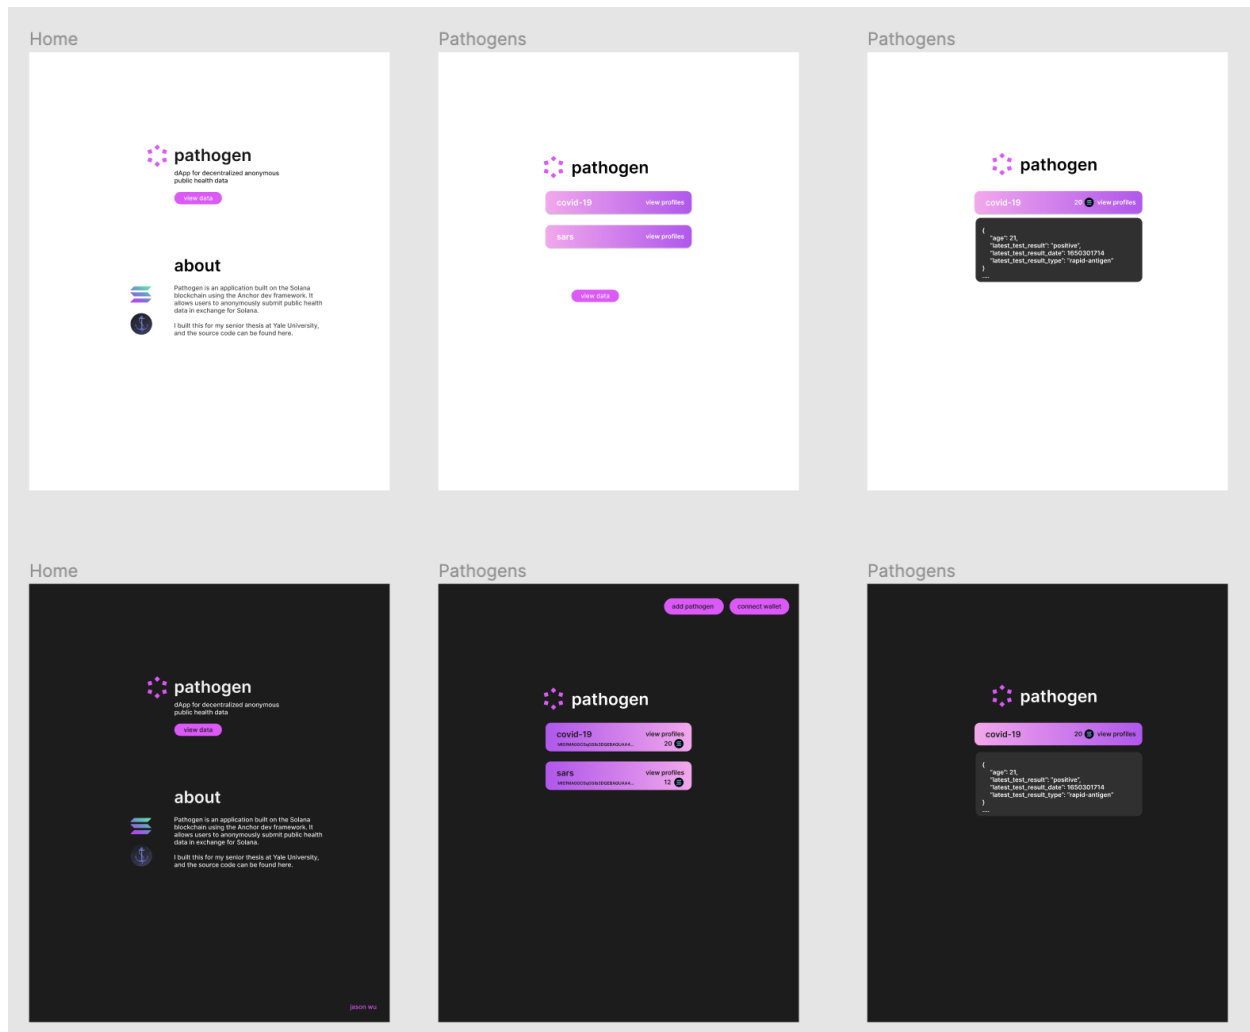 Home
pathogen
dApp for decentralized anonymous
public health data
view data
about
Pathogen is an application built on the Solana
blockchain using the Anchor dev framework. It
allows users to anonymously submit public health
data in exchange for Solana.
I built this for my senior thesis at Yale University,
and the source code can be found here.
Pathogens
pathogen
covid-19 view profiles
sars view profiles
view data
Pathogens
pathogen
covid-19 20 view profiles
{
"age": 21,
"latest_test_result": "positive",
"latest_test_result_date": 1650301714
"latest_test_result_type": "rapid-antigen"
}
....
Home
pathogen
dApp for decentralized anonymous
public health data
view data
about
Pathogen is an application built on the Solana
blockchain using the Anchor dev framework. It
allows users to anonymously submit public health
data in exchange for Solana.
I built this for my senior thesis at Yale University,
and the source code can be found here.
jason wu
Pathogens
add pathogen connect wallet
pathogen
covid-19 view profiles
20
sars view profiles
12
Pathogens
pathogen
covid-19 20 view profiles
{
"age": 21,
"latest_test_result": "positive",
"latest_test_result_date": 1650301714
"latest_test_result_type": "rapid-antigen"
}
....